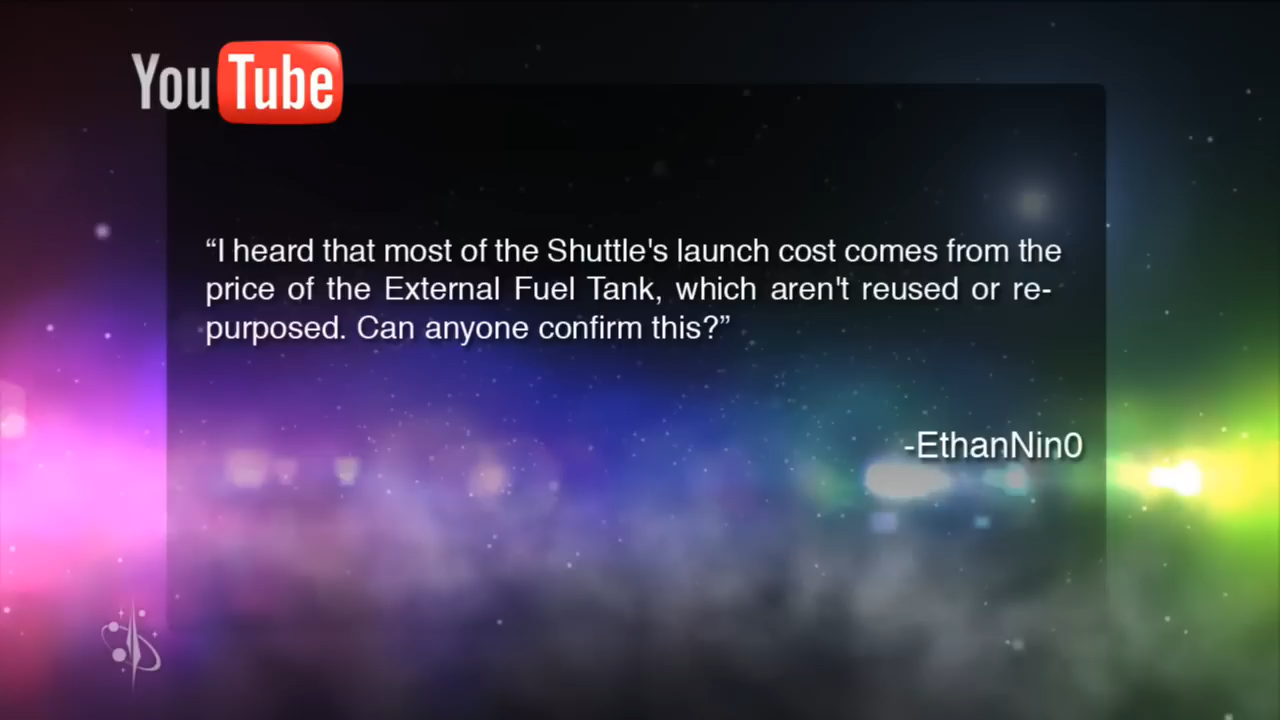 YouTube
“I heard that most of the Shuttle's launch cost comes from the
price of the External Fuel Tank, which aren't reused or re-
purposed. Can anyone confirm this?”
-EthanNin0